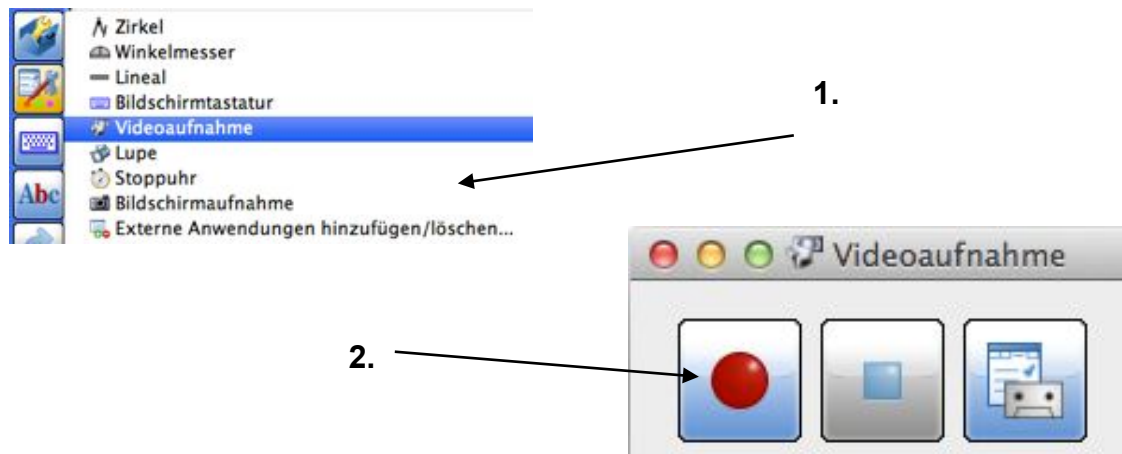 Zirkel
Winkelmesser
Lineal
Bildschirmtastatur
Videoaufnahme
Lupe
Stoppuhr
Bildschirmaufnahme
Externe Anwendungen hinzufügen/löschen...
Abc
1.
Videoaufnahme
2.